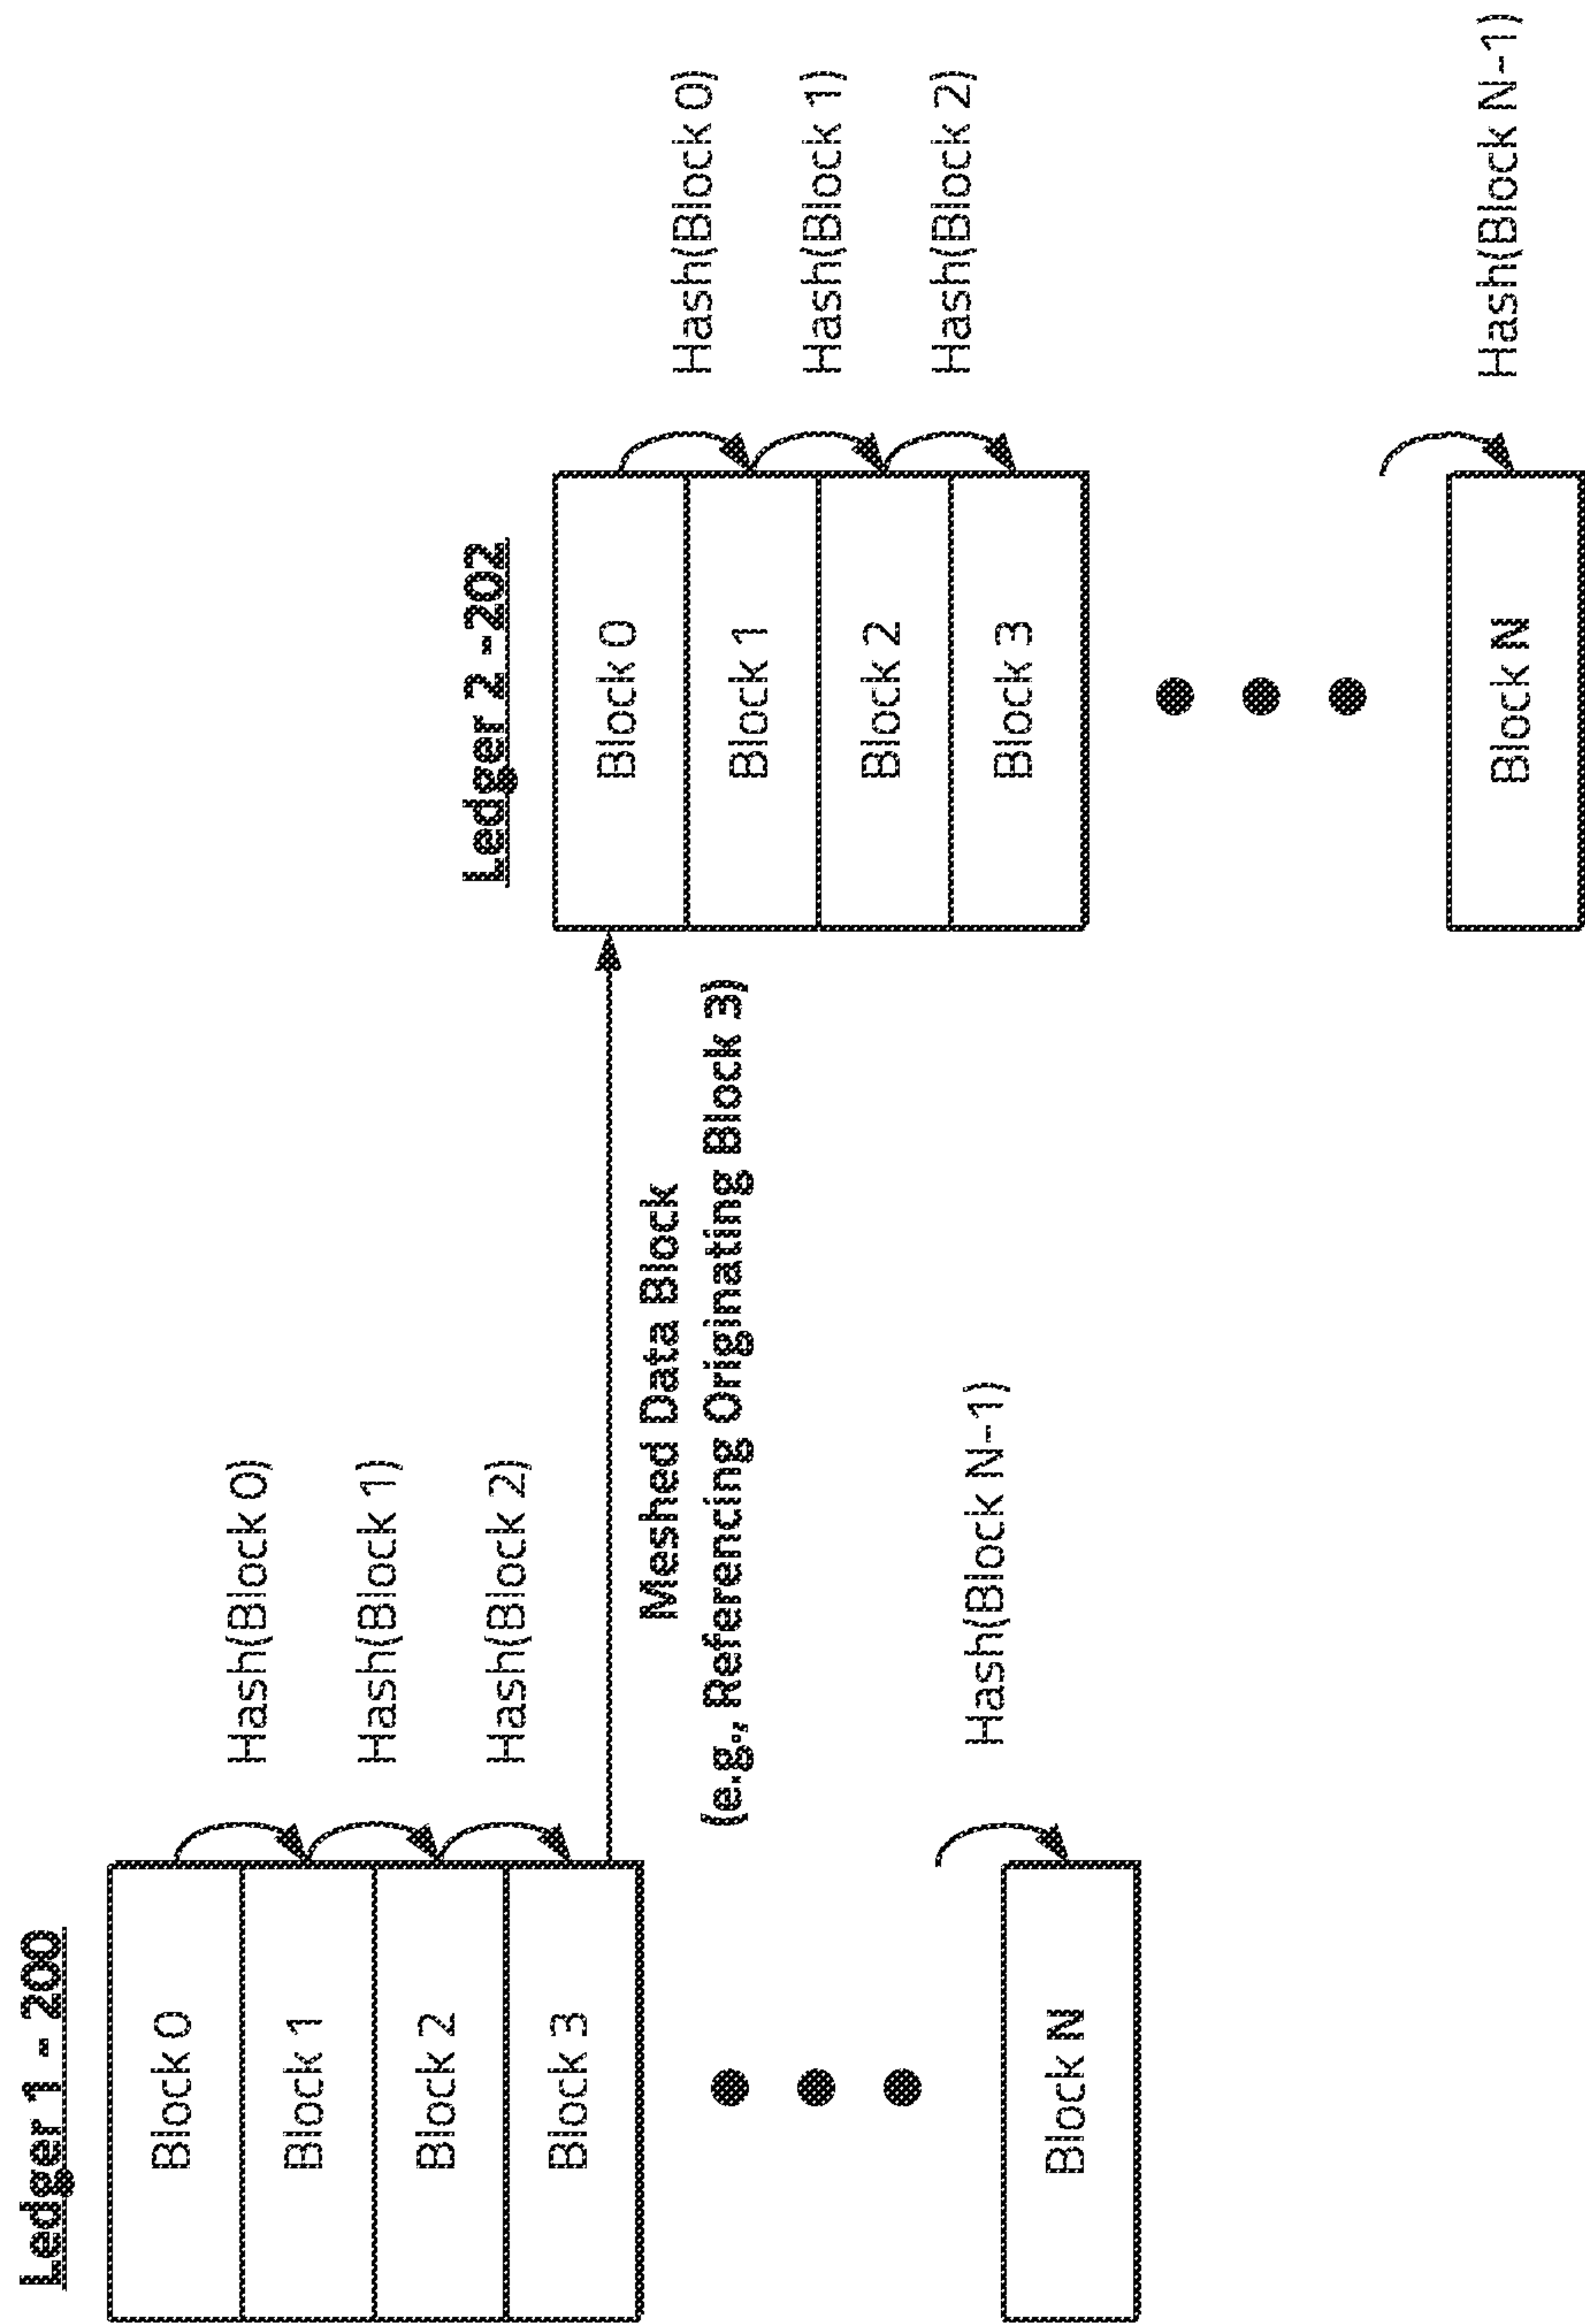 Ledger 1 - 200
Block 0
Hash(Block 0)
Block 1
Hash(Block 1)
Block 2
Hash(Block 2)
Block 3
Meshed Data Block
(e.g., Referencing Originating Block 3)
Hash(Block N-1)
Block N
Ledger 2 -202
Block 0
Hash(Block 0)
Block 1
Hash(Block 1)
Block 2
Hash(Block 2)
Block 3
Hash(Block N-1)
Block N